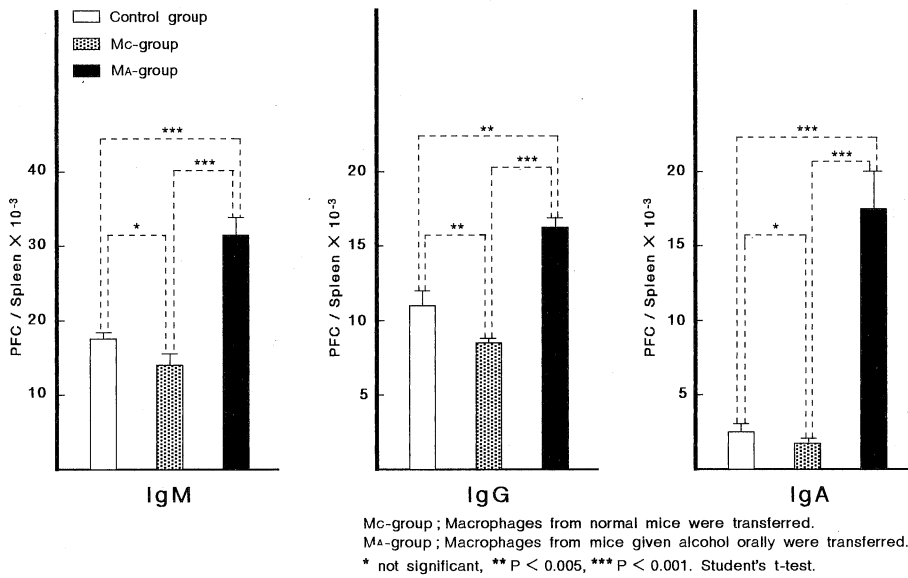 Control group
Mc-group
MA-group
PFC / Spleen X 10⁻³
40
30
20
10
***
***
*
IgM
PFC / Spleen X 10⁻³
20
15
10
5
**
***
**
IgG
PFC / Spleen X 10⁻³
20
15
10
5
***
***
*
IgA
Mc-group ; Macrophages from normal mice were transferred.
MA-group ; Macrophages from mice given alcohol orally were transferred.
* not significant, ** P < 0.005, *** P < 0.001. Student's t-test.